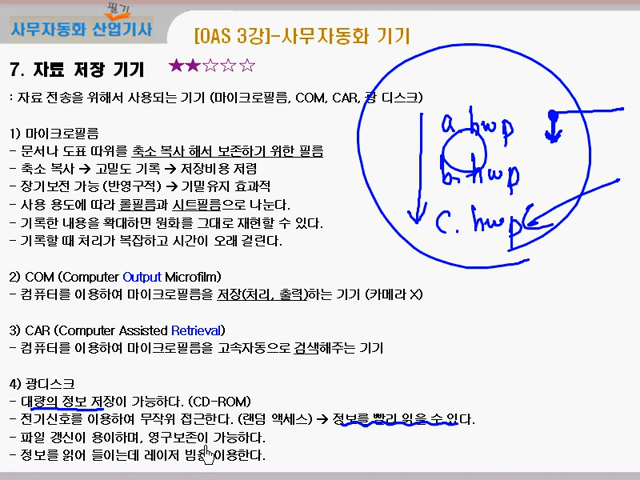 필기
사무자동화 산업기사
[OAS 3강]-사무자동화 기기
7. 자료 저장 기기 ★★☆☆☆
: 자료 전송을 위해서 사용되는 기기 (마이크로필름, COM, CAR, 광 디스크)
1) 마이크로필름
- 문서나 도표 따위를 축소 복사 해서 보존하기 위한 필름
- 축소 복사 → 고밀도 기록 → 저장비용 저렴
- 장기보전 가능 (반영구적) → 기밀유지 효과적
- 사용 용도에 따라 롤필름과 시트필름으로 나눈다.
- 기록한 내용을 확대하면 원화를 그대로 재현할 수 있다.
- 기록할 때 처리가 복잡하고 시간이 오래 걸린다.
2) COM (Computer Output Microfilm)
- 컴퓨터를 이용하여 마이크로필름을 저장(처리, 출력)하는 기기 (카메라 X)
3) CAR (Computer Assisted Retrieval)
- 컴퓨터를 이용하여 마이크로필름을 고속자동으로 검색해주는 기기
4) 광디스크
- 대량의 정보 저장이 가능하다. (CD-ROM)
- 전기신호를 이용하여 무작위 접근한다. (랜덤 액세스) → 정보를 빨리 읽을 수 있다.
- 파일 갱신이 용이하며, 영구보존이 가능하다.
- 정보를 읽어 들이는데 레이저 빔을 이용한다.
a. hwp
b. hwp
c. hwp